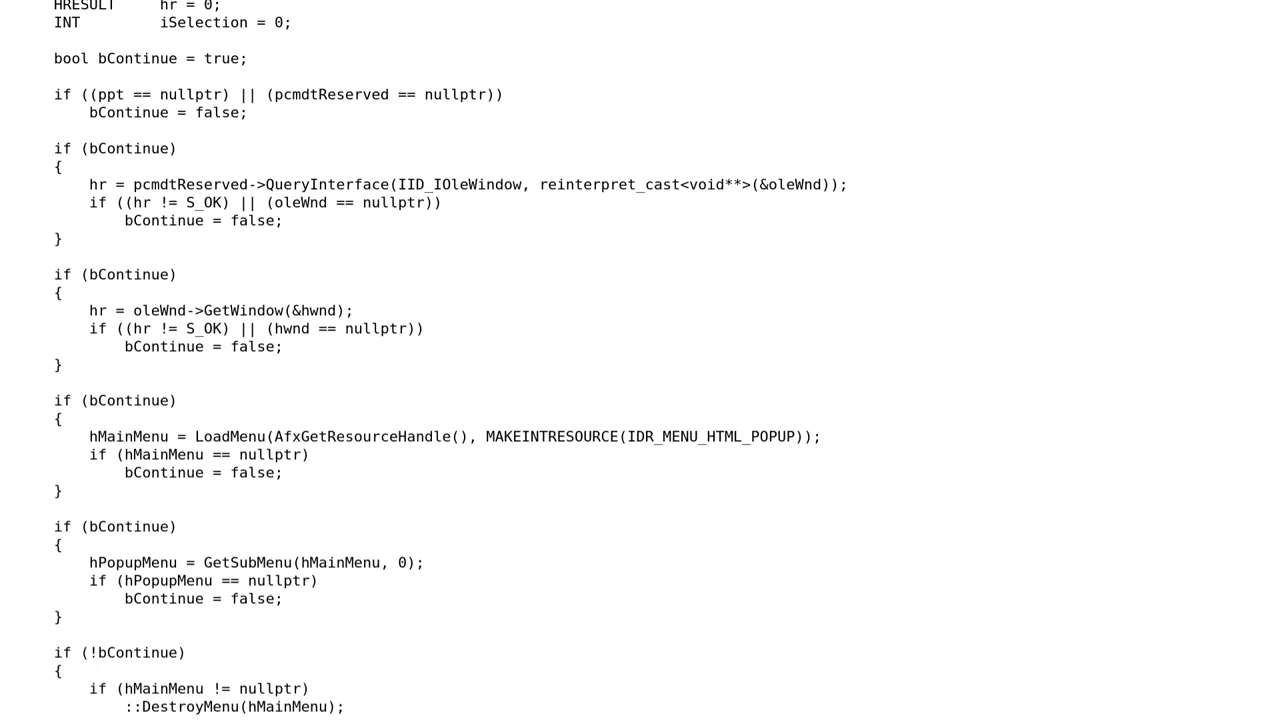 HRESULT     hr = 0;
INT         iSelection = 0;

bool bContinue = true;

if ((ppt == nullptr) || (pcmdtReserved == nullptr))
    bContinue = false;

if (bContinue)
{
    hr = pcmdtReserved->QueryInterface(IID_IOleWindow, reinterpret_cast<void**>(&oleWnd));
    if ((hr != S_OK) || (oleWnd == nullptr))
        bContinue = false;
}

if (bContinue)
{
    hr = oleWnd->GetWindow(&hwnd);
    if ((hr != S_OK) || (hwnd == nullptr))
        bContinue = false;
}

if (bContinue)
{
    hMainMenu = LoadMenu(AfxGetResourceHandle(), MAKEINTRESOURCE(IDR_MENU_HTML_POPUP));
    if (hMainMenu == nullptr)
        bContinue = false;
}

if (bContinue)
{
    hPopupMenu = GetSubMenu(hMainMenu, 0);
    if (hPopupMenu == nullptr)
        bContinue = false;
}

if (!bContinue)
{
    if (hMainMenu != nullptr)
        ::DestroyMenu(hMainMenu);